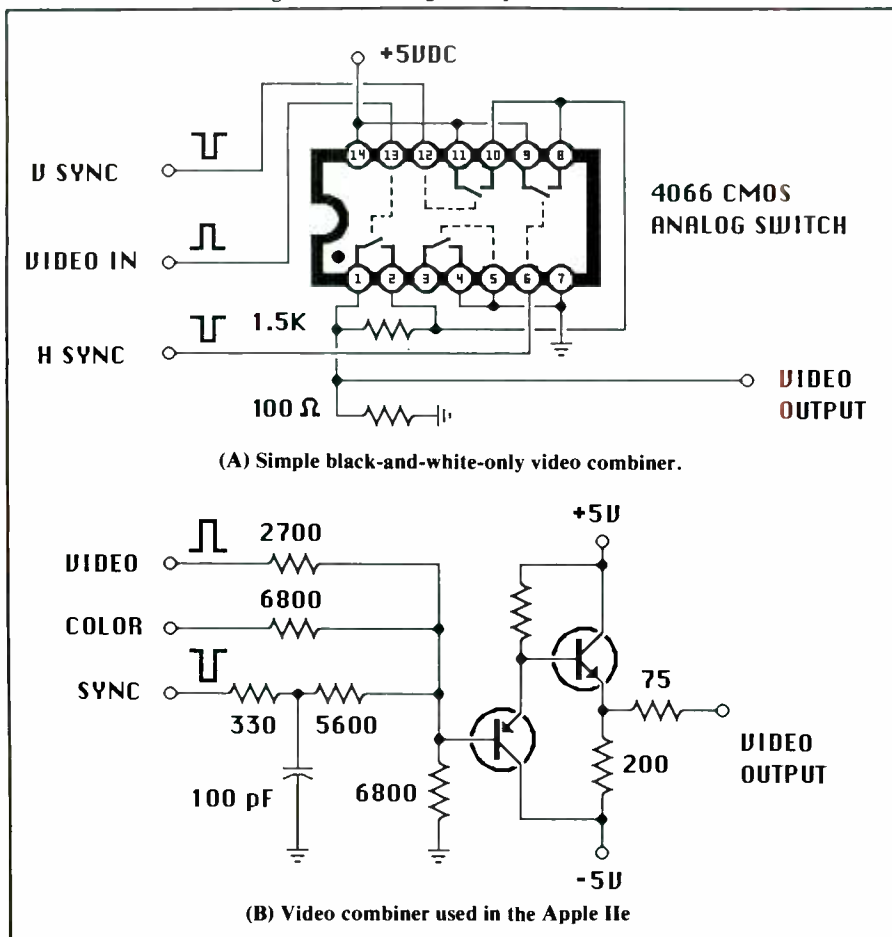 +5VDC
V SYNC
VIDEO IN
H SYNC
14 13 12 11 10 9 8
1 2 3 4 5 6 7
4066 CMOS
ANALOG SWITCH
1.5K
100 Ω
VIDEO
OUTPUT
(A) Simple black-and-white-only video combiner.
+5V
VIDEO
2700
COLOR
6800
SYNC
330
5600
100 pF
6800
75
200
VIDEO
OUTPUT
-5V
(B) Video combiner used in the Apple IIe